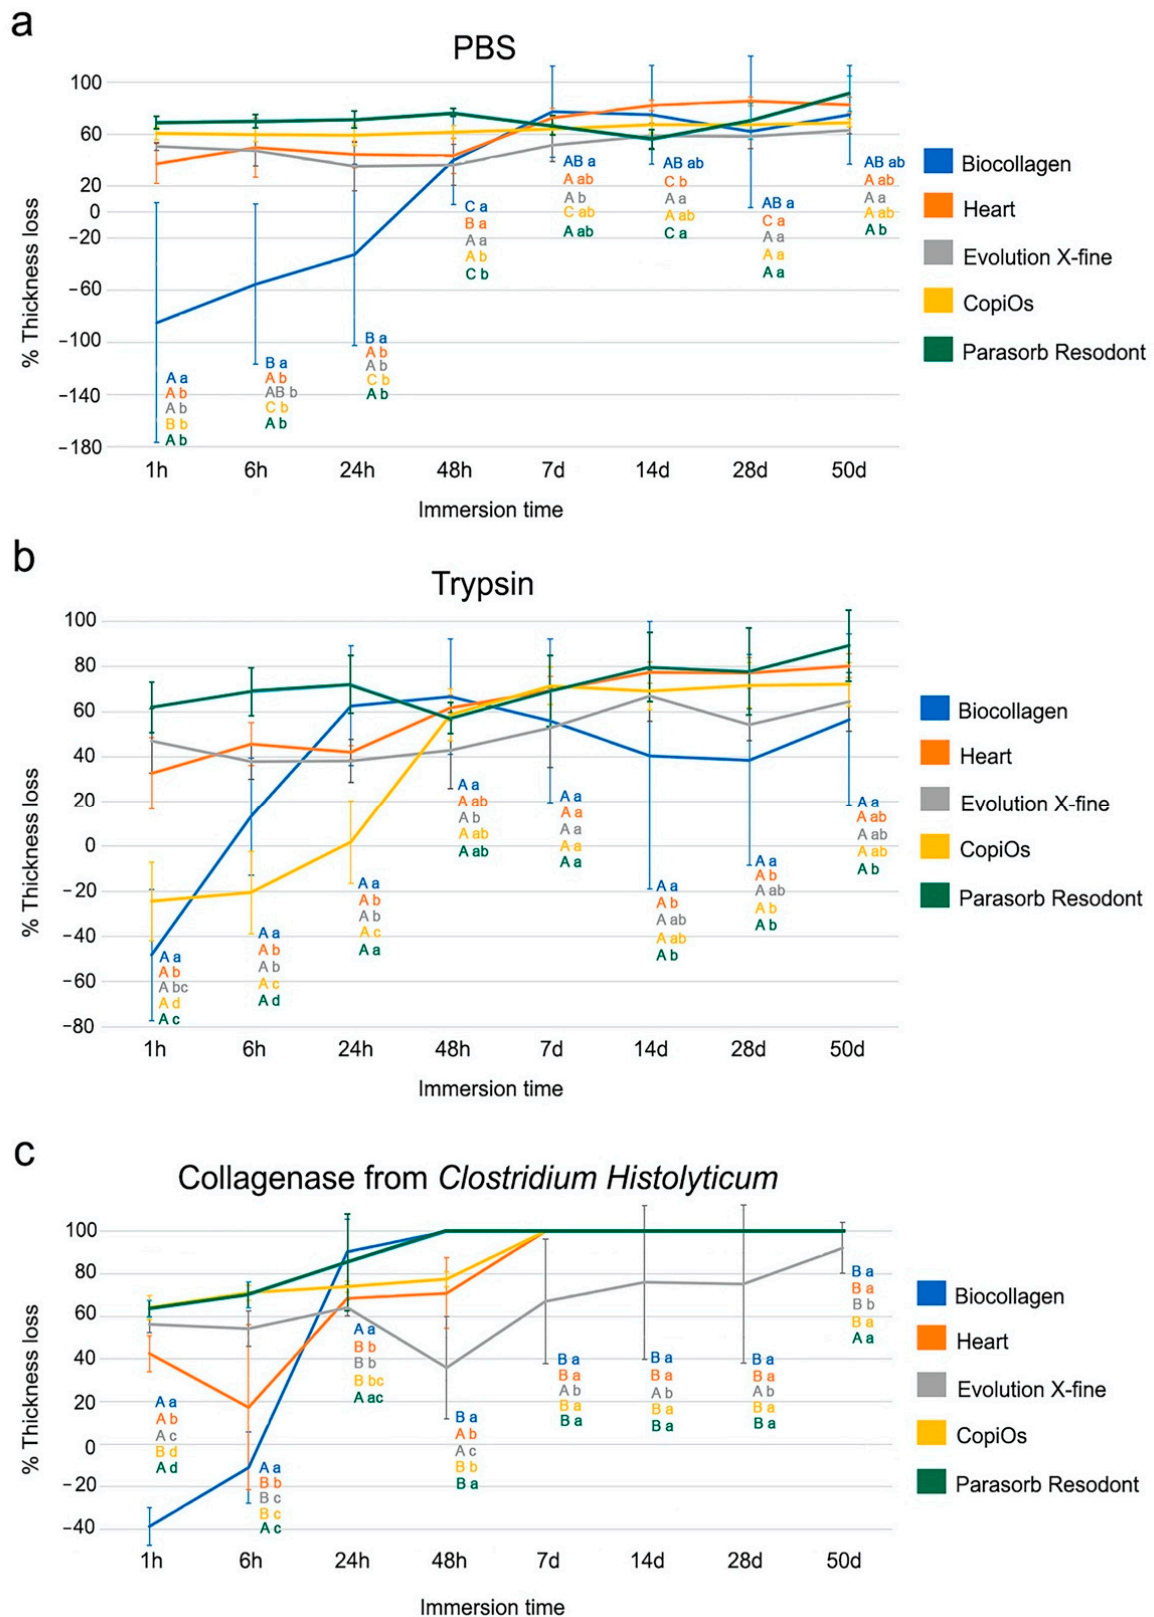 a
PBS
% Thickness loss
100
60
20
0
−20
−60
−100
−140
−180
A a
A b
A b
B b
A b
B a
A b
AB b
C b
A b
B a
A b
A b
C b
A b
C a
B a
A a
A b
C b
AB a
A ab
A b
C ab
A ab
AB ab
C b
A a
A ab
C a
AB a
C a
A a
A a
A a
AB ab
A ab
A a
A ab
A b
1h 6h 24h 48h 7d 14d 28d 50d
Immersion time
Biocollagen
Heart
Evolution X-fine
CopiOs
Parasorb Resodont
b
Trypsin
% Thickness loss
100
80
60
40
20
0
−20
−40
−60
−80
A a
A b
A bc
A d
A c
A a
A b
A b
A c
A d
A a
A b
A b
A c
A a
A a
A ab
A b
A ab
A ab
A a
A a
A a
A a
A a
A a
A b
A ab
A ab
A b
A a
A b
A ab
A b
A b
A a
A ab
A ab
A ab
A b
1h 6h 24h 48h 7d 14d 28d 50d
Immersion time
Biocollagen
Heart
Evolution X-fine
CopiOs
Parasorb Resodont
c
Collagenase from Clostridium Histolyticum
% Thickness loss
100
80
60
40
20
0
−20
−40
A a
A b
A c
B d
A d
A a
B b
B c
B c
A c
A a
B b
B b
B bc
A ac
B a
A b
A c
B b
B a
B a
B a
A b
B a
B a
B a
B a
A b
B a
B a
B a
B a
A b
B a
B a
B a
B a
B b
B a
A a
1h 6h 24h 48h 7d 14d 28d 50d
Immersion time
Biocollagen
Heart
Evolution X-fine
CopiOs
Parasorb Resodont